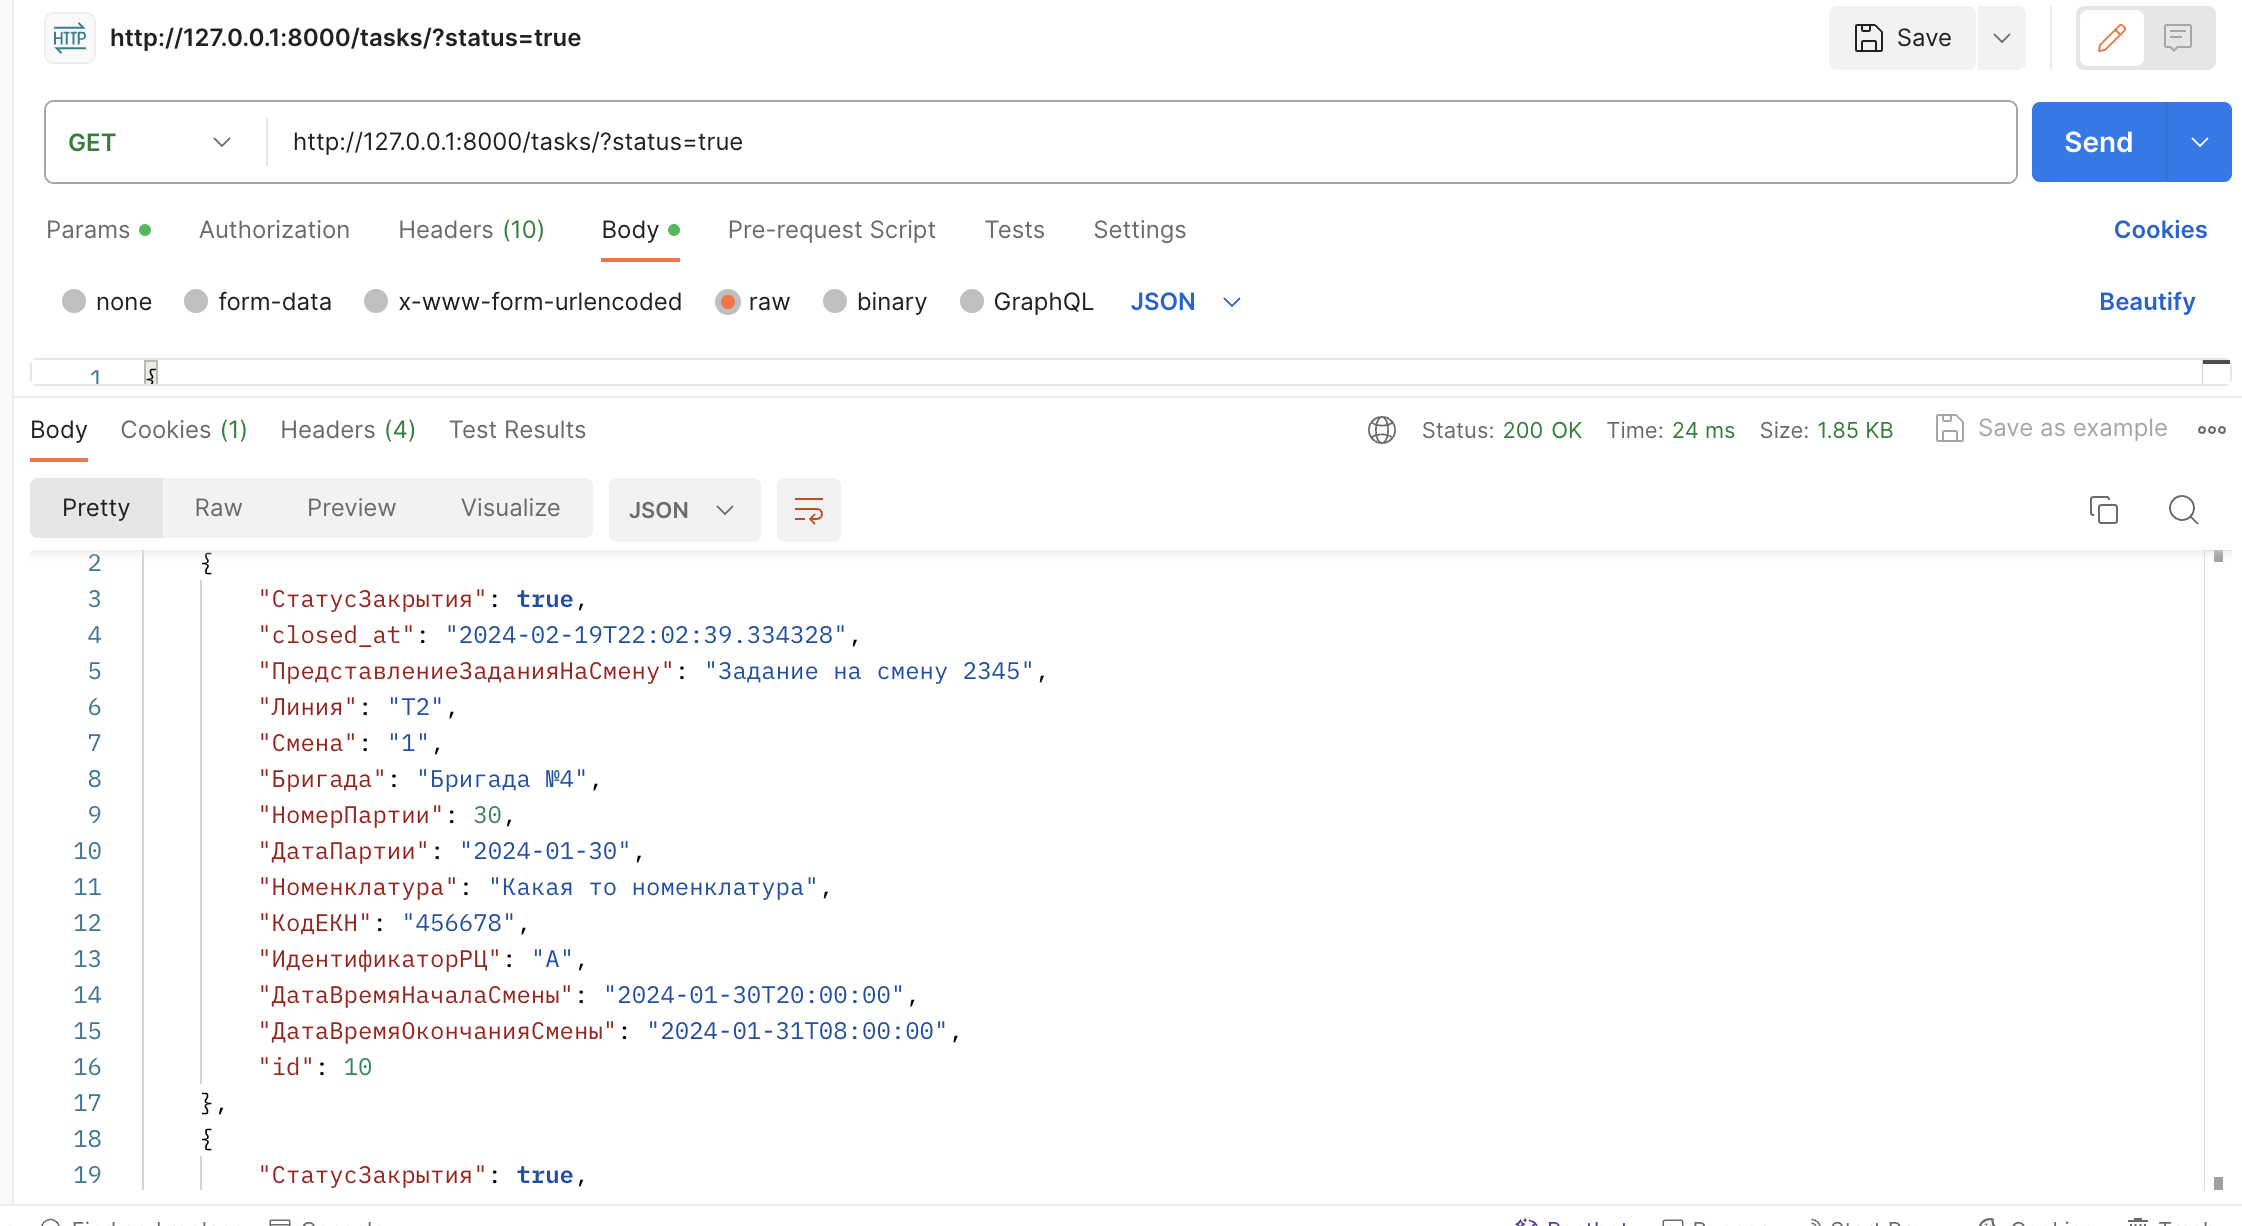 HTTP http://127.0.0.1:8000/tasks/?status=true Save
GET http://127.0.0.1:8000/tasks/?status=true Send
Params Authorization Headers (10) Body Pre-request Script Tests Settings Cookies
none form-data x-www-form-urlencoded raw binary GraphQL JSON Beautify
1 {
Body Cookies (1) Headers (4) Test Results Status: 200 OK Time: 24 ms Size: 1.85 KB Save as example
Pretty Raw Preview Visualize JSON
2 {
3 "СтатусЗакрытия": true,
4 "closed_at": "2024-02-19T22:02:39.334328",
5 "ПредставлениеЗаданияНаСмену": "Задание на смену 2345",
6 "Линия": "Т2",
7 "Смена": "1",
8 "Бригада": "Бригада №4",
9 "НомерПартии": 30,
10 "ДатаПартии": "2024-01-30",
11 "Номенклатура": "Какая то номенклатура",
12 "КодЕКН": "456678",
13 "ИдентификаторРЦ": "А",
14 "ДатаВремяНачалаСмены": "2024-01-30T20:00:00",
15 "ДатаВремяОкончанияСмены": "2024-01-31T08:00:00",
16 "id": 10
17 },
18 {
19 "СтатусЗакрытия": true,